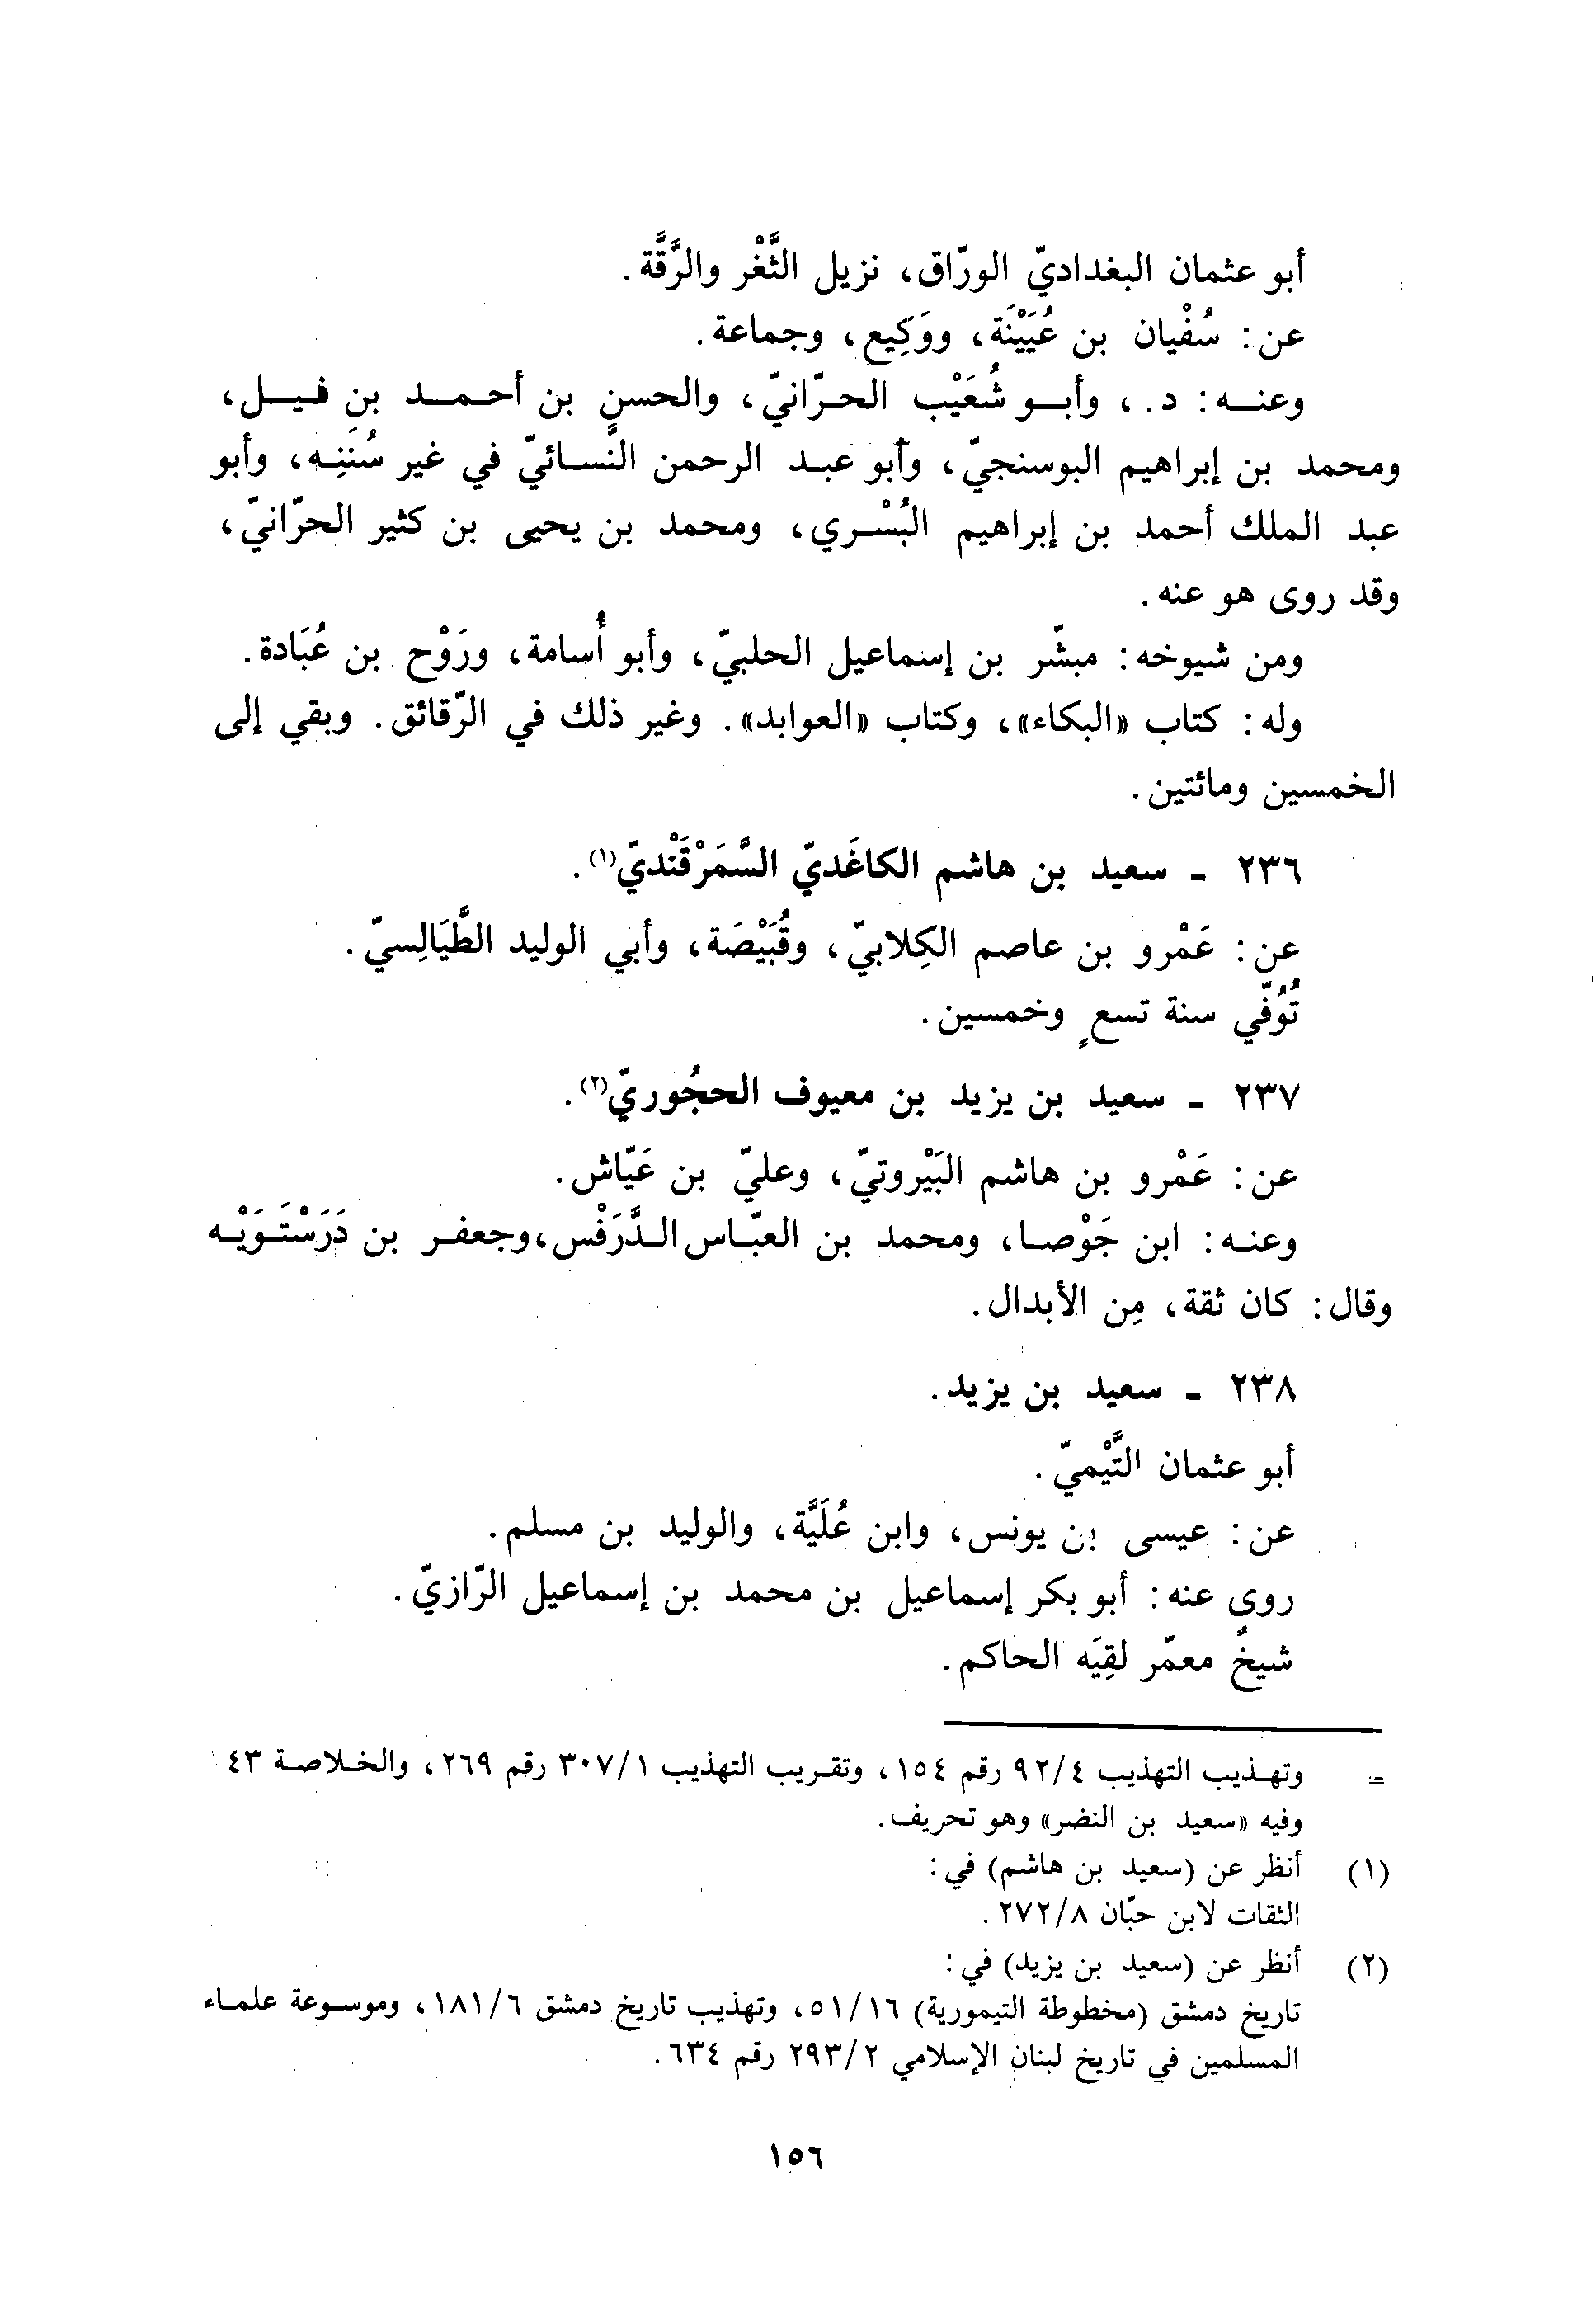 أبو عثمان البغداديّ الورّاق، نزيل الثَّغْر والرَّقَّة.
عن: سُفْيان بن عُيَيْنَة، ووَكِيع، وجماعة.
وعنه: د.، وأبو شُعَيْب الحرّانيّ، والحسن بن أحمد بن فيل،
ومحمد بن إبراهيم البوسنجيّ، وأبو عبد الرحمن النَّسائيّ في غير سُنَنِه، وأبو
عبد الملك أحمد بن إبراهيم البُسْري، ومحمد بن يحيى بن كثير الحرّانيّ،
وقد روى هو عنه.
ومن شيوخه: مبشّر بن إسماعيل الحلبيّ، وأبو أُسامة، ورَوْح بن عُبَادة.
وله: كتاب «البكاء»، وكتاب «العوابد». وغير ذلك في الرّقائق. وبقي إلى
الخمسين ومائتين.
٢٣٦ - سعيد بن هاشم الكاغَديّ السَّمَرْقَنْديّ(١).
عن: عَمْرو بن عاصم الكِلابيّ، وقُبَيْصَة، وأبي الوليد الطَّيَالِسيّ.
تُوُفّي سنة تسعٍ وخمسين.
٢٣٧ - سعيد بن يزيد بن معيوف الحجُوريّ(٢).
عن: عَمْرو بن هاشم البَيْروتيّ، وعليّ بن عَيّاش.
وعنه: ابن جَوْصا، ومحمد بن العبّاس الدَّرَفْس، وجعفر بن دَرَسْتَوَيْه
وقال: كان ثقة، مِن الأبدال.
٢٣٨ - سعيد بن يزيد.
أبو عثمان التَّيْميّ.
عن: عيسى بن يونس، وابن عُلَيَّة، والوليد بن مسلم.
روى عنه: أبو بكر إسماعيل بن محمد بن إسماعيل الرّازيّ.
شيخٌ معمّر لقِيَه الحاكم.
= وتهذيب التهذيب ٩٢/٤ رقم ١٥٤، وتقريب التهذيب ٣٠٧/١ رقم ٢٦٩، والخلاصة ٤٣
وفيه «سعيد بن النضر» وهو تحريف.
(١) أنظر عن (سعيد بن هاشم) في:
الثقات لابن حبّان ٢٧٢/٨.
(٢) أنظر عن (سعيد بن يزيد) في:
تاريخ دمشق (مخطوطة التيمورية) ٥١/١٦، وتهذيب تاريخ دمشق ١٨١/٦، وموسوعة علماء
المسلمين في تاريخ لبنان الإسلامي ٢٩٣/٢ رقم ٦٣٤.
١٥٦